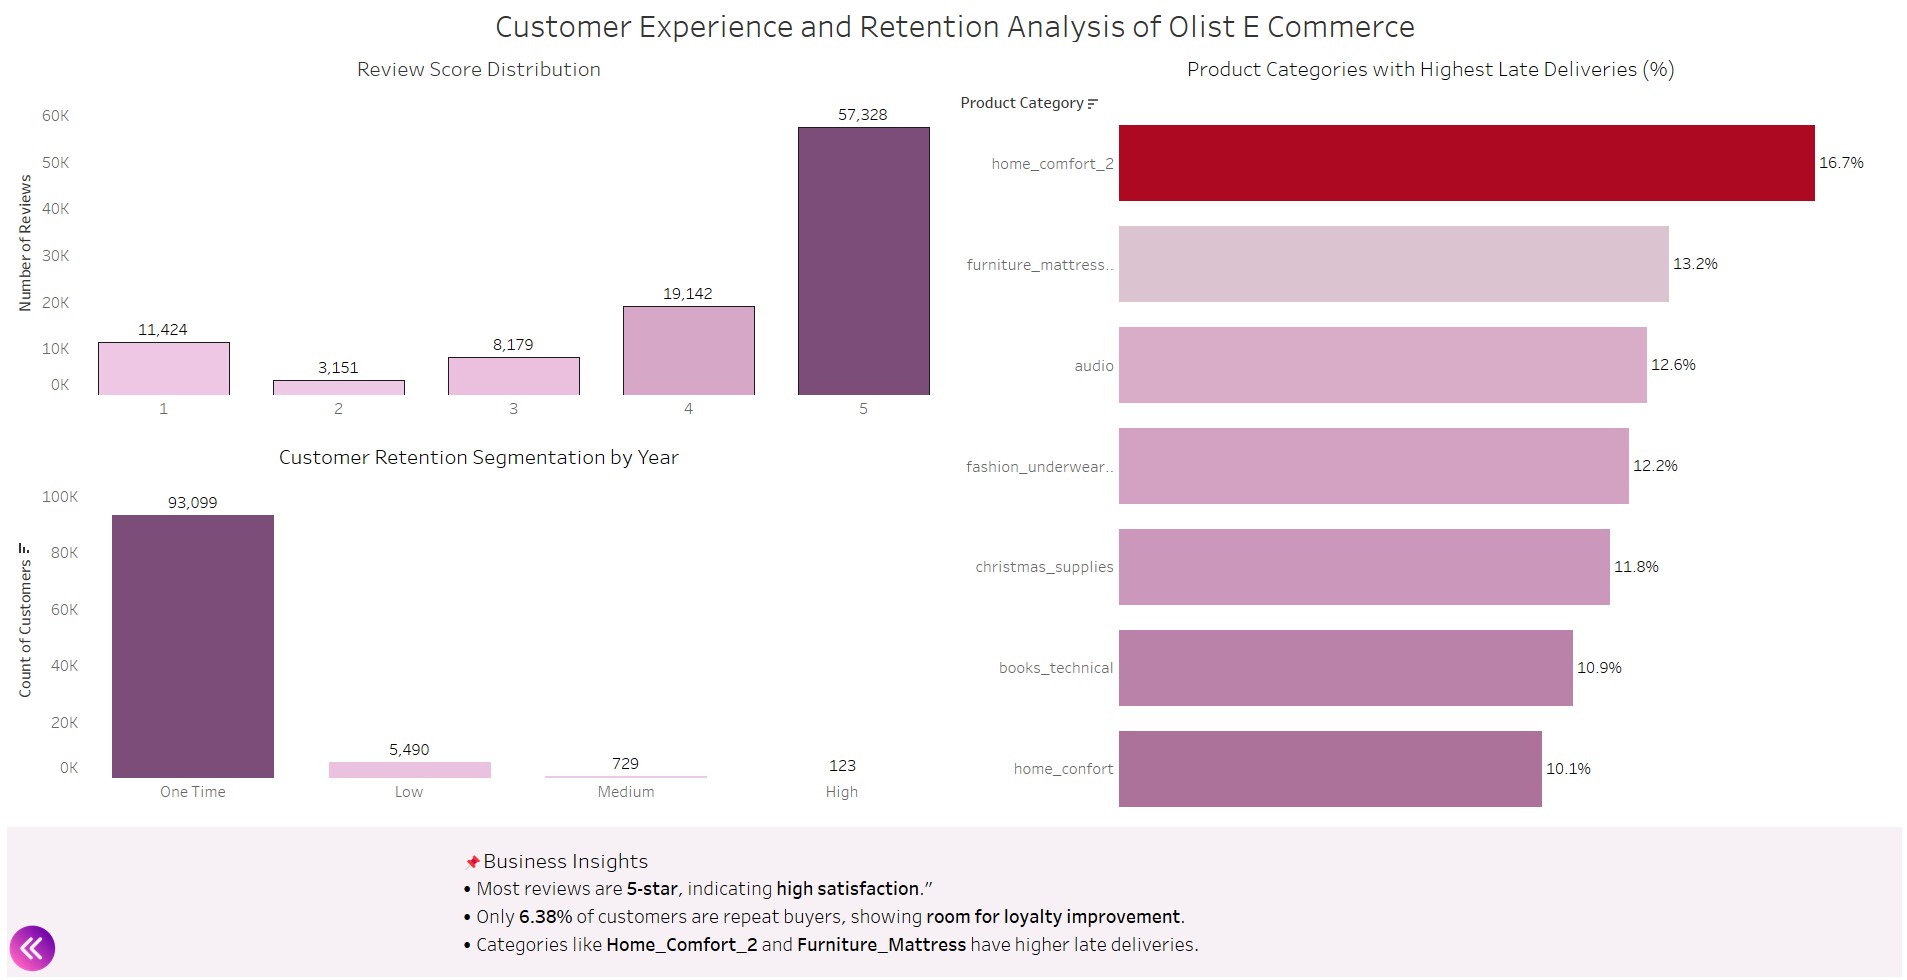 Customer Experience and Retention Analysis of Olist E Commerce
Review Score Distribution
Number of Reviews
60K
50K
40K
30K
20K
10K
0K
11,424
3,151
8,179
19,142
57,328
1
2
3
4
5
Customer Retention Segmentation by Year
Count of Customers
100K
80K
60K
40K
20K
0K
93,099
5,490
729
123
One Time
Low
Medium
High
Product Categories with Highest Late Deliveries (%)
Product Category
home_comfort_2 16.7%
furniture_mattress.. 13.2%
audio 12.6%
fashion_underwear.. 12.2%
christmas_supplies 11.8%
books_technical 10.9%
home_confort 10.1%
📌Business Insights
• Most reviews are 5-star, indicating high satisfaction.”
• Only 6.38% of customers are repeat buyers, showing room for loyalty improvement.
• Categories like Home_Comfort_2 and Furniture_Mattress have higher late deliveries.